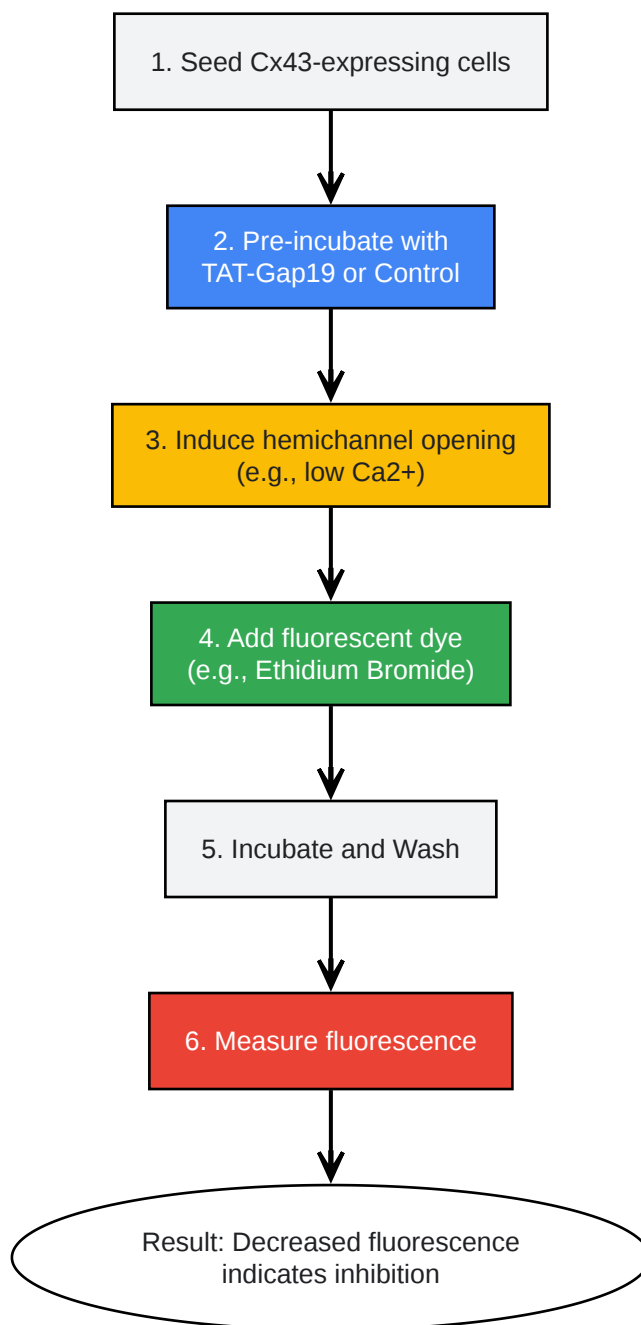 1. Seed Cx43-expressing cells
2. Pre-incubate with
TAT-Gap19 or Control
3. Induce hemichannel opening
(e.g., low Ca2+)
4. Add fluorescent dye
(e.g., Ethidium Bromide)
5. Incubate and Wash
6. Measure fluorescence
Result: Decreased fluorescence
indicates inhibition